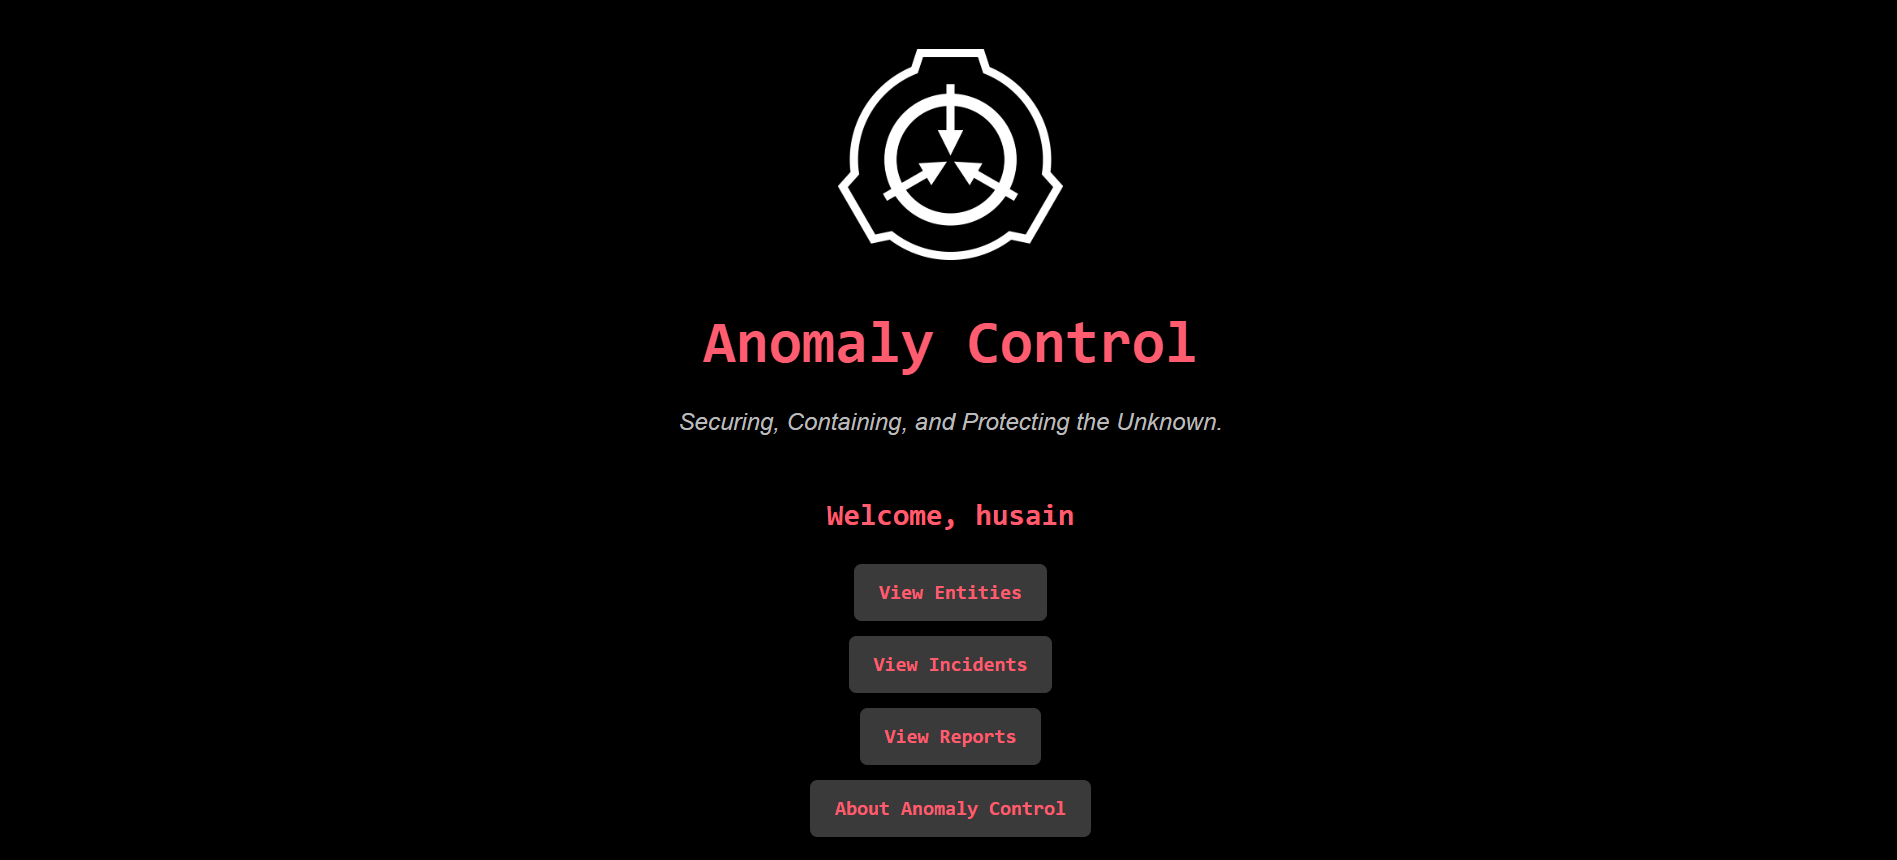 Anomaly Control
Securing, Containing, and Protecting the Unknown.
Welcome, husain
View Entities
View Incidents
View Reports
About Anomaly Control